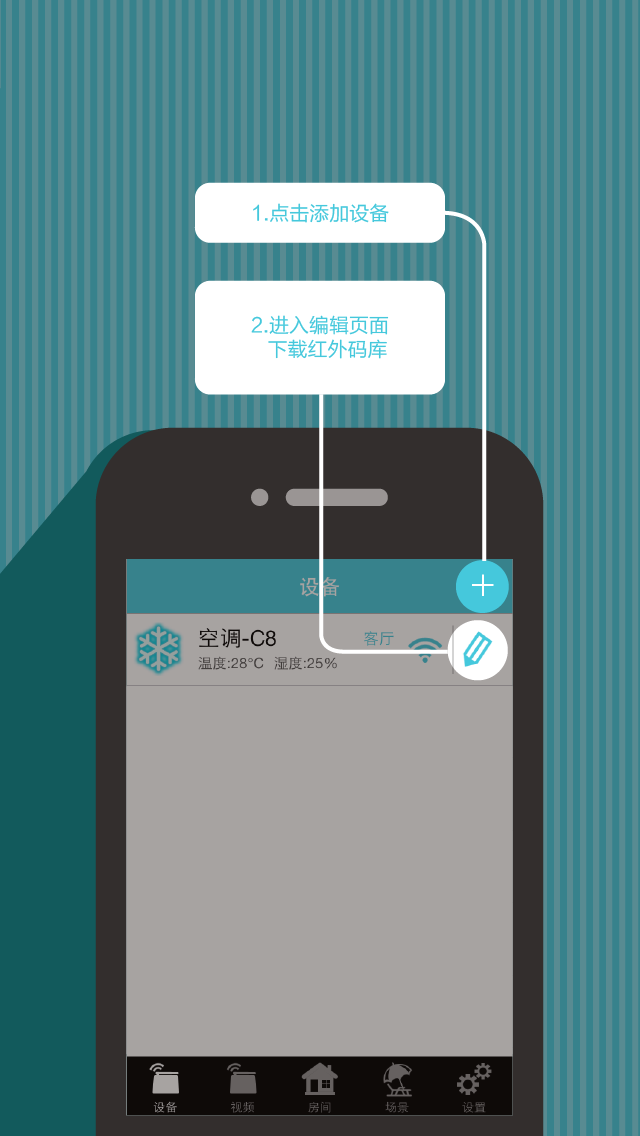 1.点击添加设备
2.进入编辑页面
下载红外码库
设备
空调-C8
客厅
温度:28°C 湿度:25%
设备 视频 房间 场景 设置